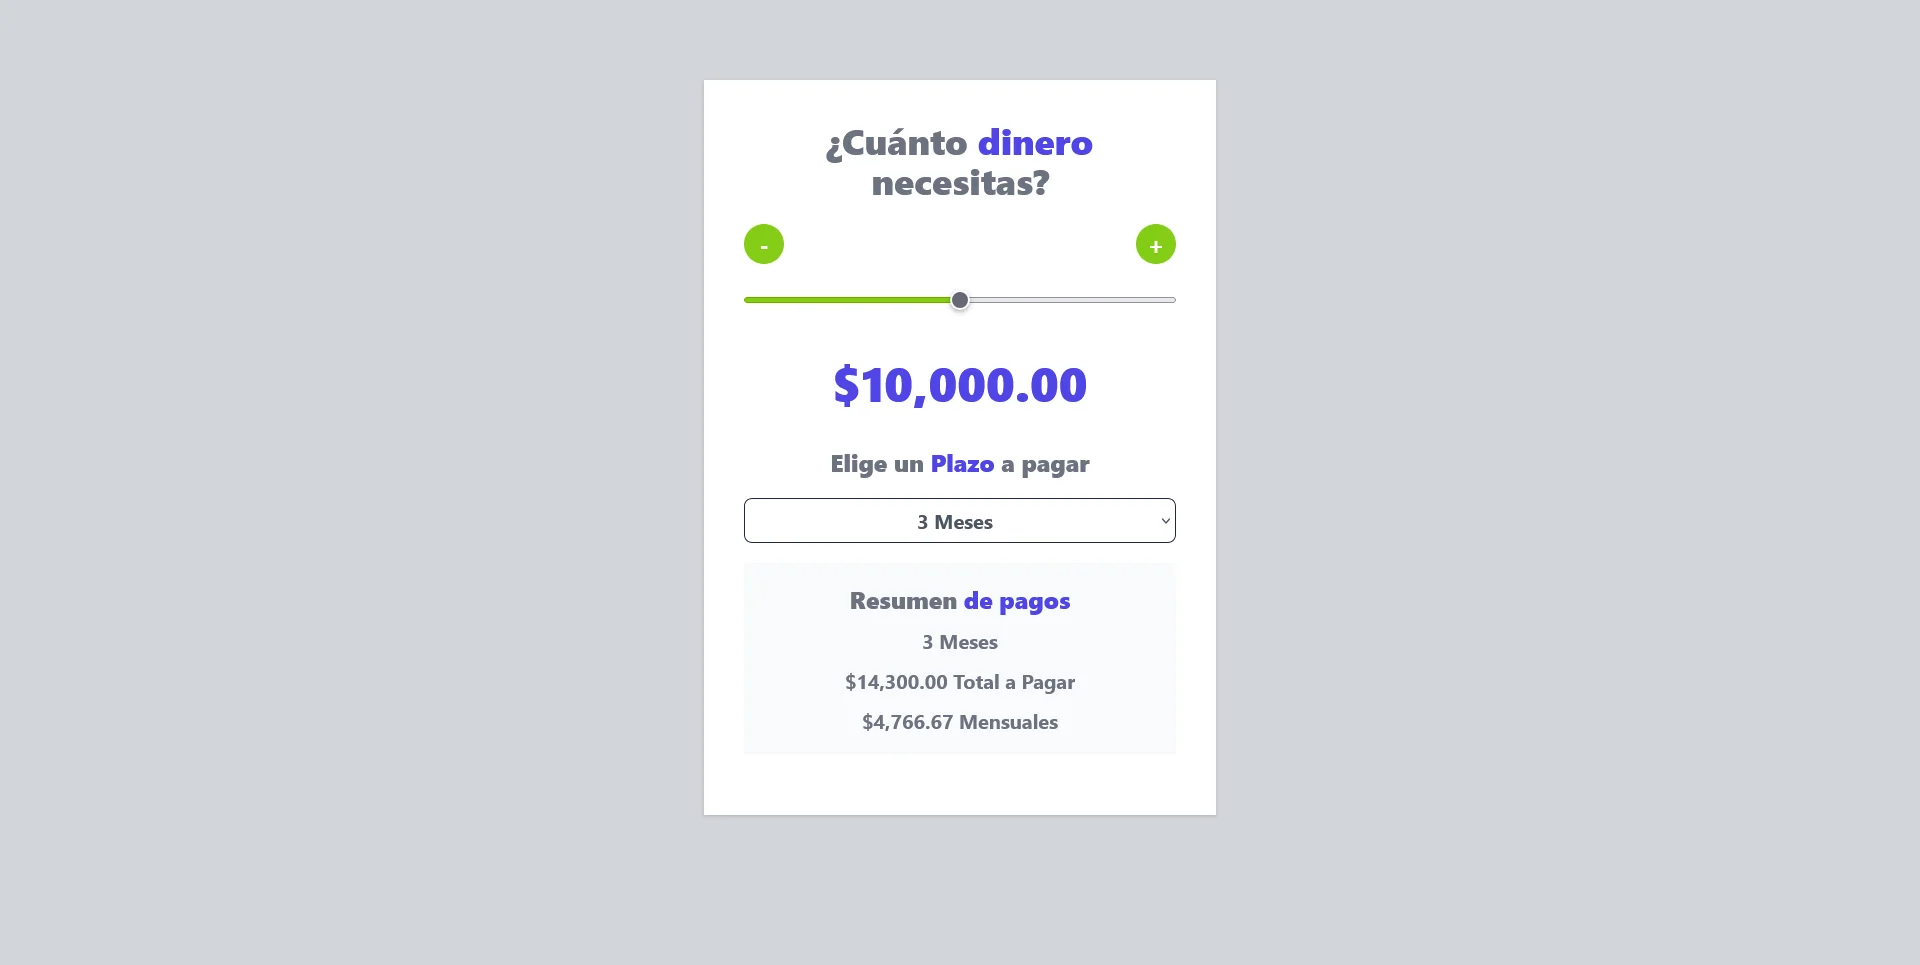 ¿Cuánto dinero
necesitas?
- +
$10,000.00
Elige un Plazo a pagar
3 Meses
Resumen de pagos
3 Meses
$14,300.00 Total a Pagar
$4,766.67 Mensuales